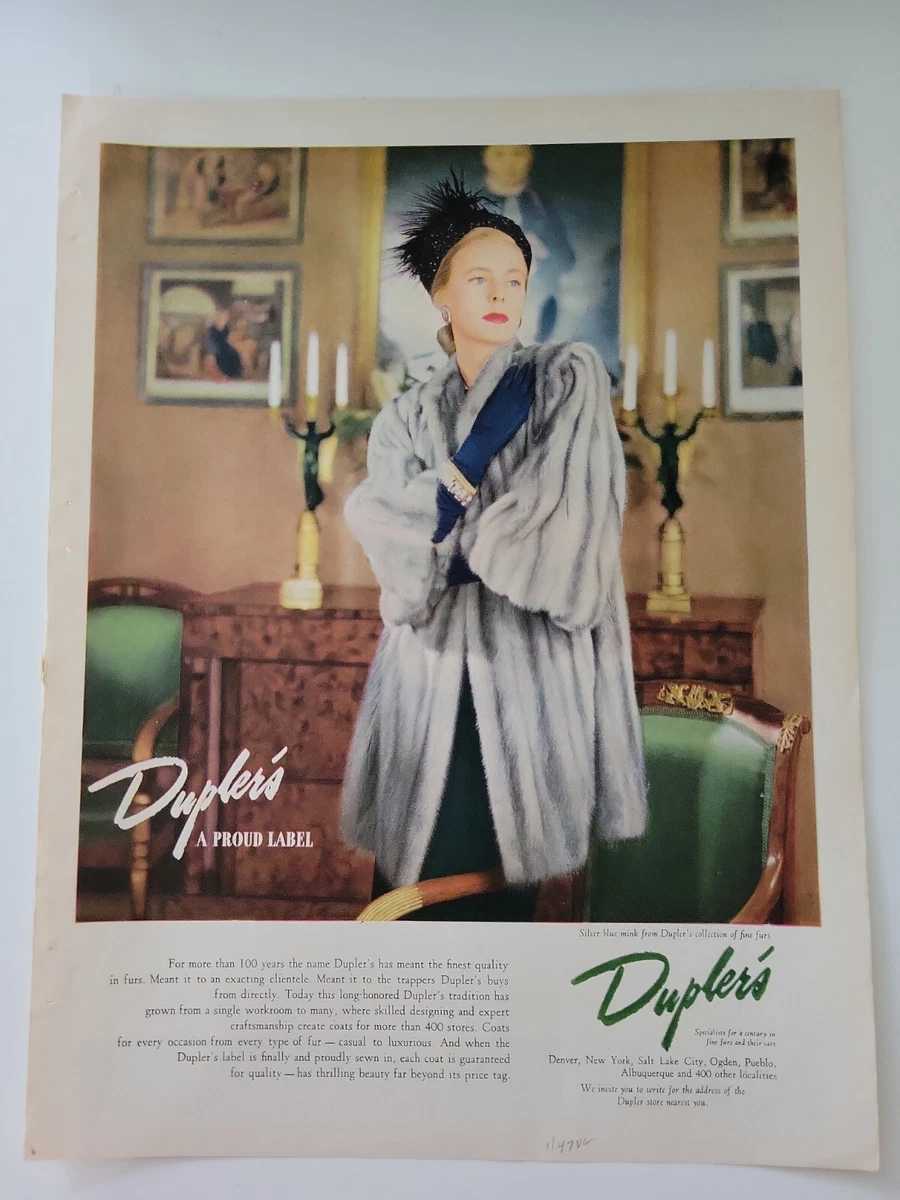 Dupler's
A PROUD LABEL
Silver blue mink from Dupler's collection of fine furs
For more than 100 years the name Dupler's has meant the finest quality
in furs. Meant it to an exacting clientele. Meant it to the trappers Dupler's buys
from directly. Today this long-honored Dupler's tradition has
grown from a single workroom to many, where skilled designing and expert
craftsmanship create coats for more than 400 stores. Coats
for every occasion from every type of fur — casual to luxurious. And when the
Dupler's label is finally and proudly sewn in, each coat is guaranteed
for quality — has thrilling beauty far beyond its price tag.
Dupler's
Specialists for a century in
fine furs and their care
Denver, New York, Salt Lake City, Ogden, Pueblo,
Albuquerque and 400 other localities
We invite you to write for the address of the
Dupler store nearest you.
1/47 VG